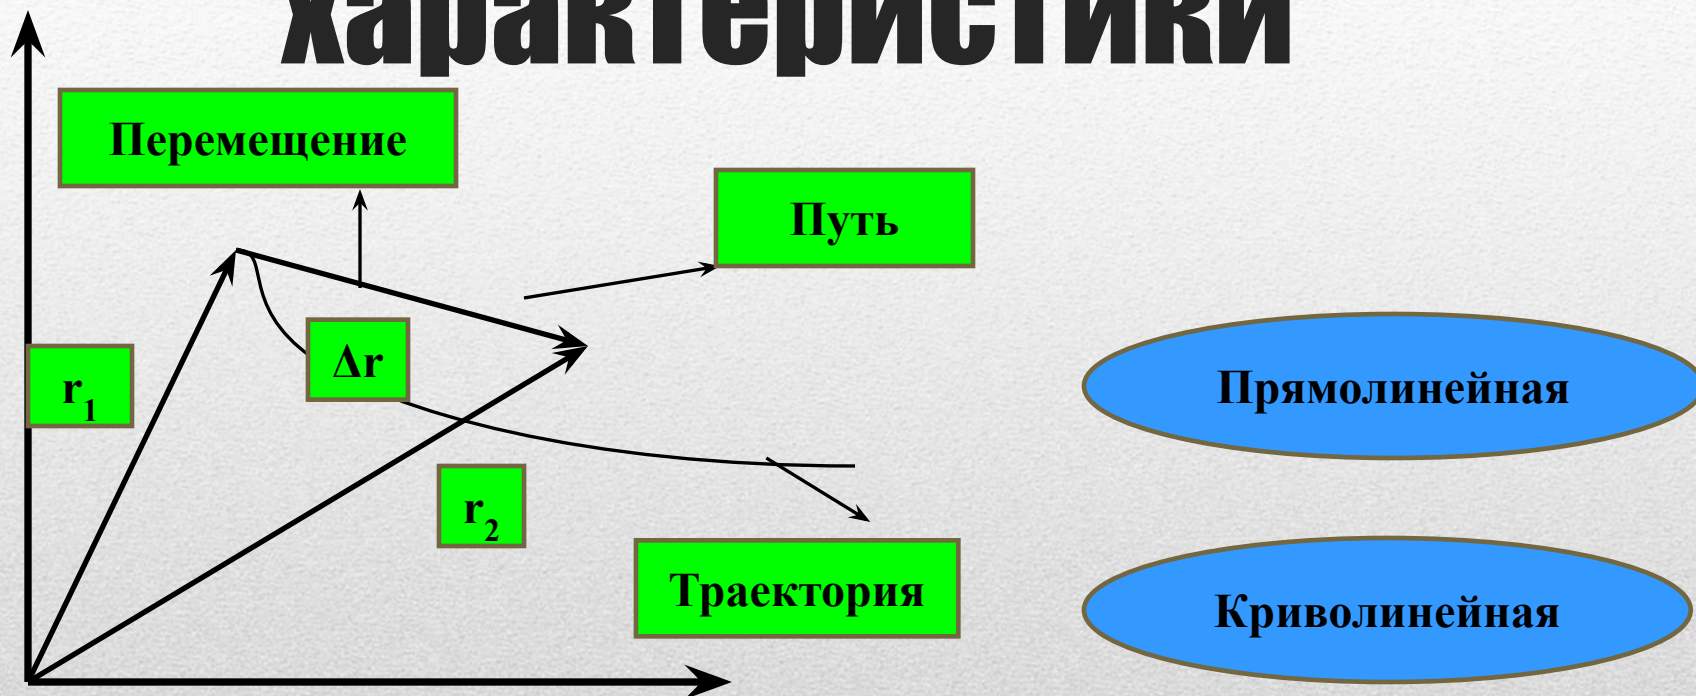 характеристики
Перемещение
Путь
Δr
r₁
Прямолинейная
r₂
Траектория
Криволинейная